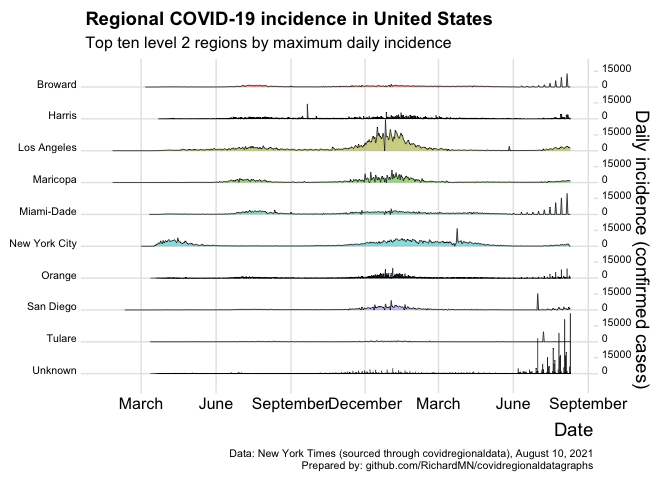 Regional COVID-19 incidence in United States
Top ten level 2 regions by maximum daily incidence
Broward
15000
0
Harris
15000
0
Los Angeles
15000
0
Maricopa
15000
0
Miami-Dade
15000
0
New York City
15000
0
Orange
15000
0
San Diego
15000
0
Tulare
15000
0
Unknown
15000
0
Daily incidence (confirmed cases)
March June September December March June September
Date
Data: New York Times (sourced through covidregionaldata), August 10, 2021
Prepared by: github.com/RichardMN/covidregionaldatagraphs